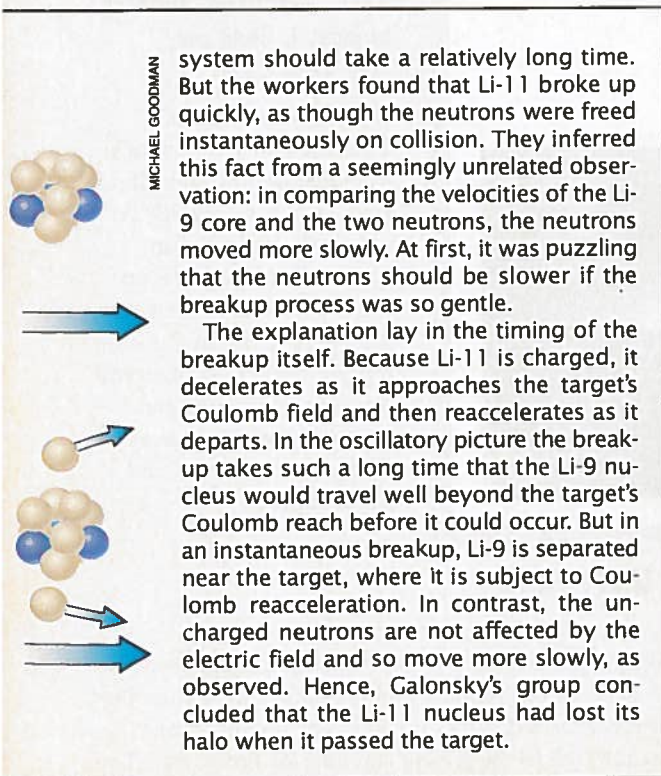 MICHAEL GOODMAN
system should take a relatively long time.
But the workers found that Li-11 broke up
quickly, as though the neutrons were freed
instantaneously on collision. They inferred
this fact from a seemingly unrelated obser-
vation: in comparing the velocities of the Li-
9 core and the two neutrons, the neutrons
moved more slowly. At first, it was puzzling
that the neutrons should be slower if the
breakup process was so gentle.
The explanation lay in the timing of the
breakup itself. Because Li-11 is charged, it
decelerates as it approaches the target's
Coulomb field and then reaccelerates as it
departs. In the oscillatory picture the break-
up takes such a long time that the Li-9 nu-
cleus would travel well beyond the target's
Coulomb reach before it could occur. But in
an instantaneous breakup, Li-9 is separated
near the target, where it is subject to Cou-
lomb reacceleration. In contrast, the un-
charged neutrons are not affected by the
electric field and so move more slowly, as
observed. Hence, Galonsky's group con-
cluded that the Li-11 nucleus had lost its
halo when it passed the target.